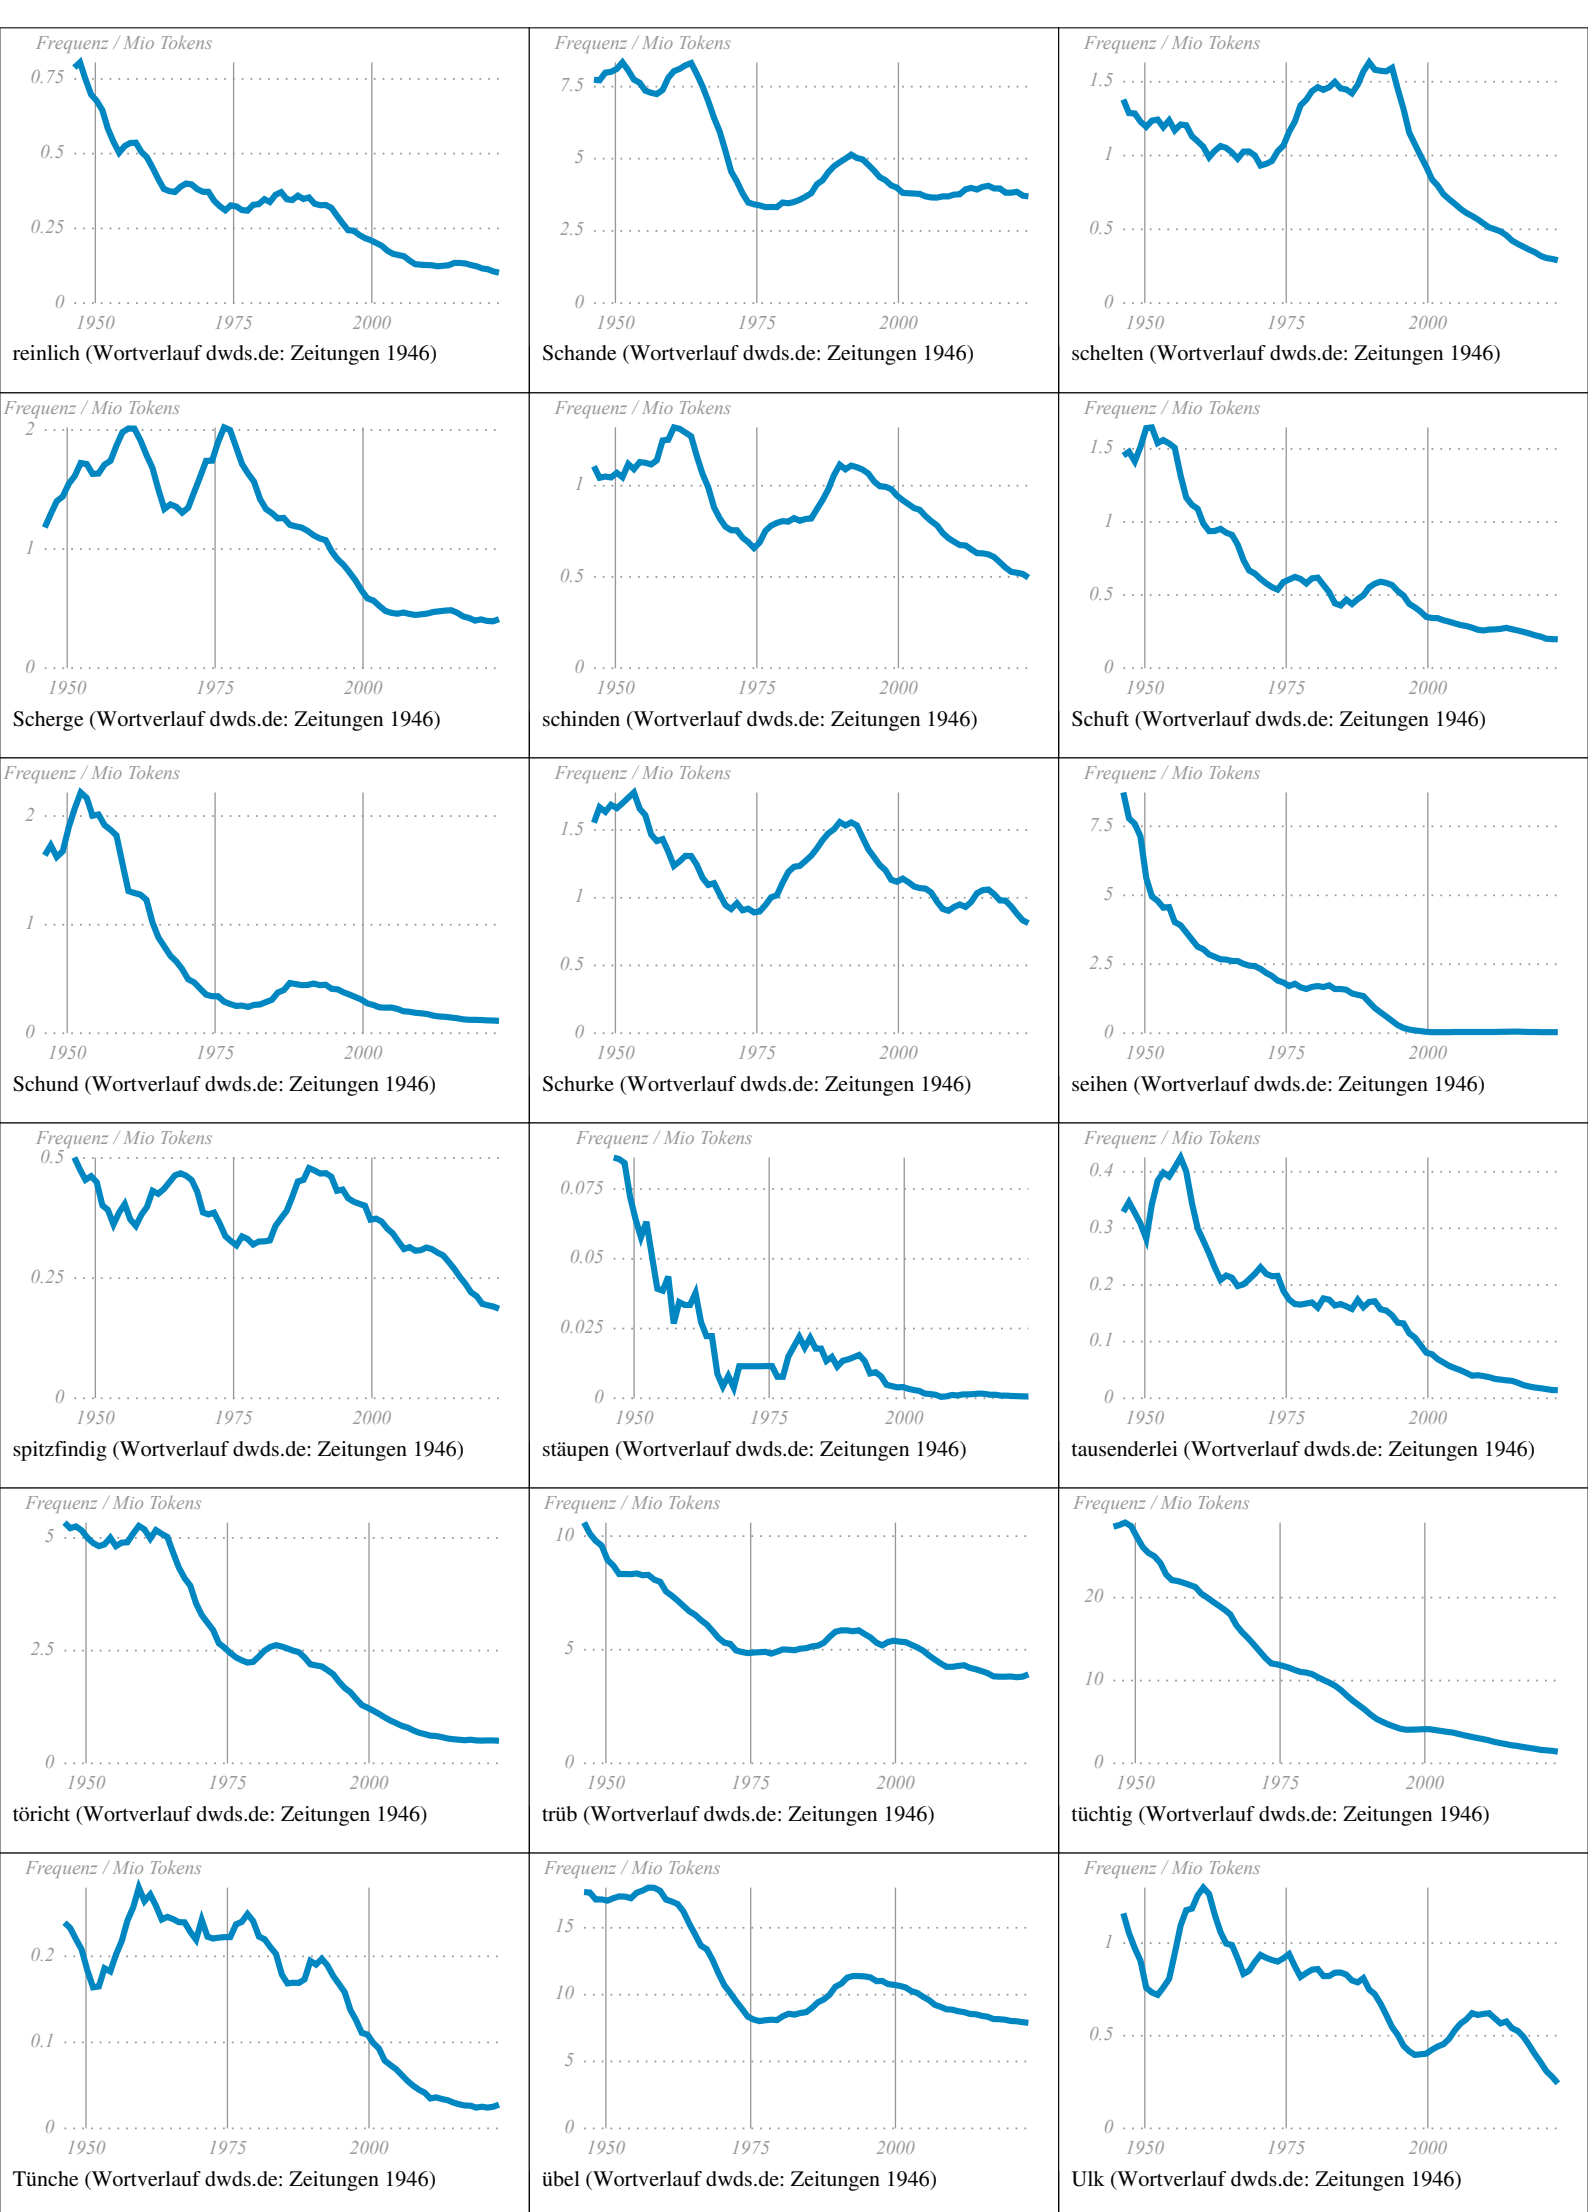 Frequenz / Mio Tokens
0.75
0.5
0.25
0
1950 1975 2000
reinlich (Wortverlauf dwds.de: Zeitungen 1946)
Frequenz / Mio Tokens
7.5
5
2.5
0
1950 1975 2000
Schande (Wortverlauf dwds.de: Zeitungen 1946)
Frequenz / Mio Tokens
1.5
1
0.5
0
1950 1975 2000
schelten (Wortverlauf dwds.de: Zeitungen 1946)
Frequenz / Mio Tokens
2
1
0
1950 1975 2000
Scherge (Wortverlauf dwds.de: Zeitungen 1946)
Frequenz / Mio Tokens
1
0.5
0
1950 1975 2000
schinden (Wortverlauf dwds.de: Zeitungen 1946)
Frequenz / Mio Tokens
1.5
1
0.5
0
1950 1975 2000
Schuft (Wortverlauf dwds.de: Zeitungen 1946)
Frequenz / Mio Tokens
2
1
0
1950 1975 2000
Schund (Wortverlauf dwds.de: Zeitungen 1946)
Frequenz / Mio Tokens
1.5
1
0.5
0
1950 1975 2000
Schurke (Wortverlauf dwds.de: Zeitungen 1946)
Frequenz / Mio Tokens
7.5
5
2.5
0
1950 1975 2000
seihen (Wortverlauf dwds.de: Zeitungen 1946)
Frequenz / Mio Tokens
0.5
0.25
0
1950 1975 2000
spitzfindig (Wortverlauf dwds.de: Zeitungen 1946)
Frequenz / Mio Tokens
0.075
0.05
0.025
0
1950 1975 2000
stäupen (Wortverlauf dwds.de: Zeitungen 1946)
Frequenz / Mio Tokens
0.4
0.3
0.2
0.1
0
1950 1975 2000
tausenderlei (Wortverlauf dwds.de: Zeitungen 1946)
Frequenz / Mio Tokens
5
2.5
0
1950 1975 2000
töricht (Wortverlauf dwds.de: Zeitungen 1946)
Frequenz / Mio Tokens
10
5
0
1950 1975 2000
trüb (Wortverlauf dwds.de: Zeitungen 1946)
Frequenz / Mio Tokens
20
10
0
1950 1975 2000
tüchtig (Wortverlauf dwds.de: Zeitungen 1946)
Frequenz / Mio Tokens
0.2
0.1
0
1950 1975 2000
Tünche (Wortverlauf dwds.de: Zeitungen 1946)
Frequenz / Mio Tokens
15
10
5
0
1950 1975 2000
übel (Wortverlauf dwds.de: Zeitungen 1946)
Frequenz / Mio Tokens
1
0.5
0
1950 1975 2000
Ulk (Wortverlauf dwds.de: Zeitungen 1946)